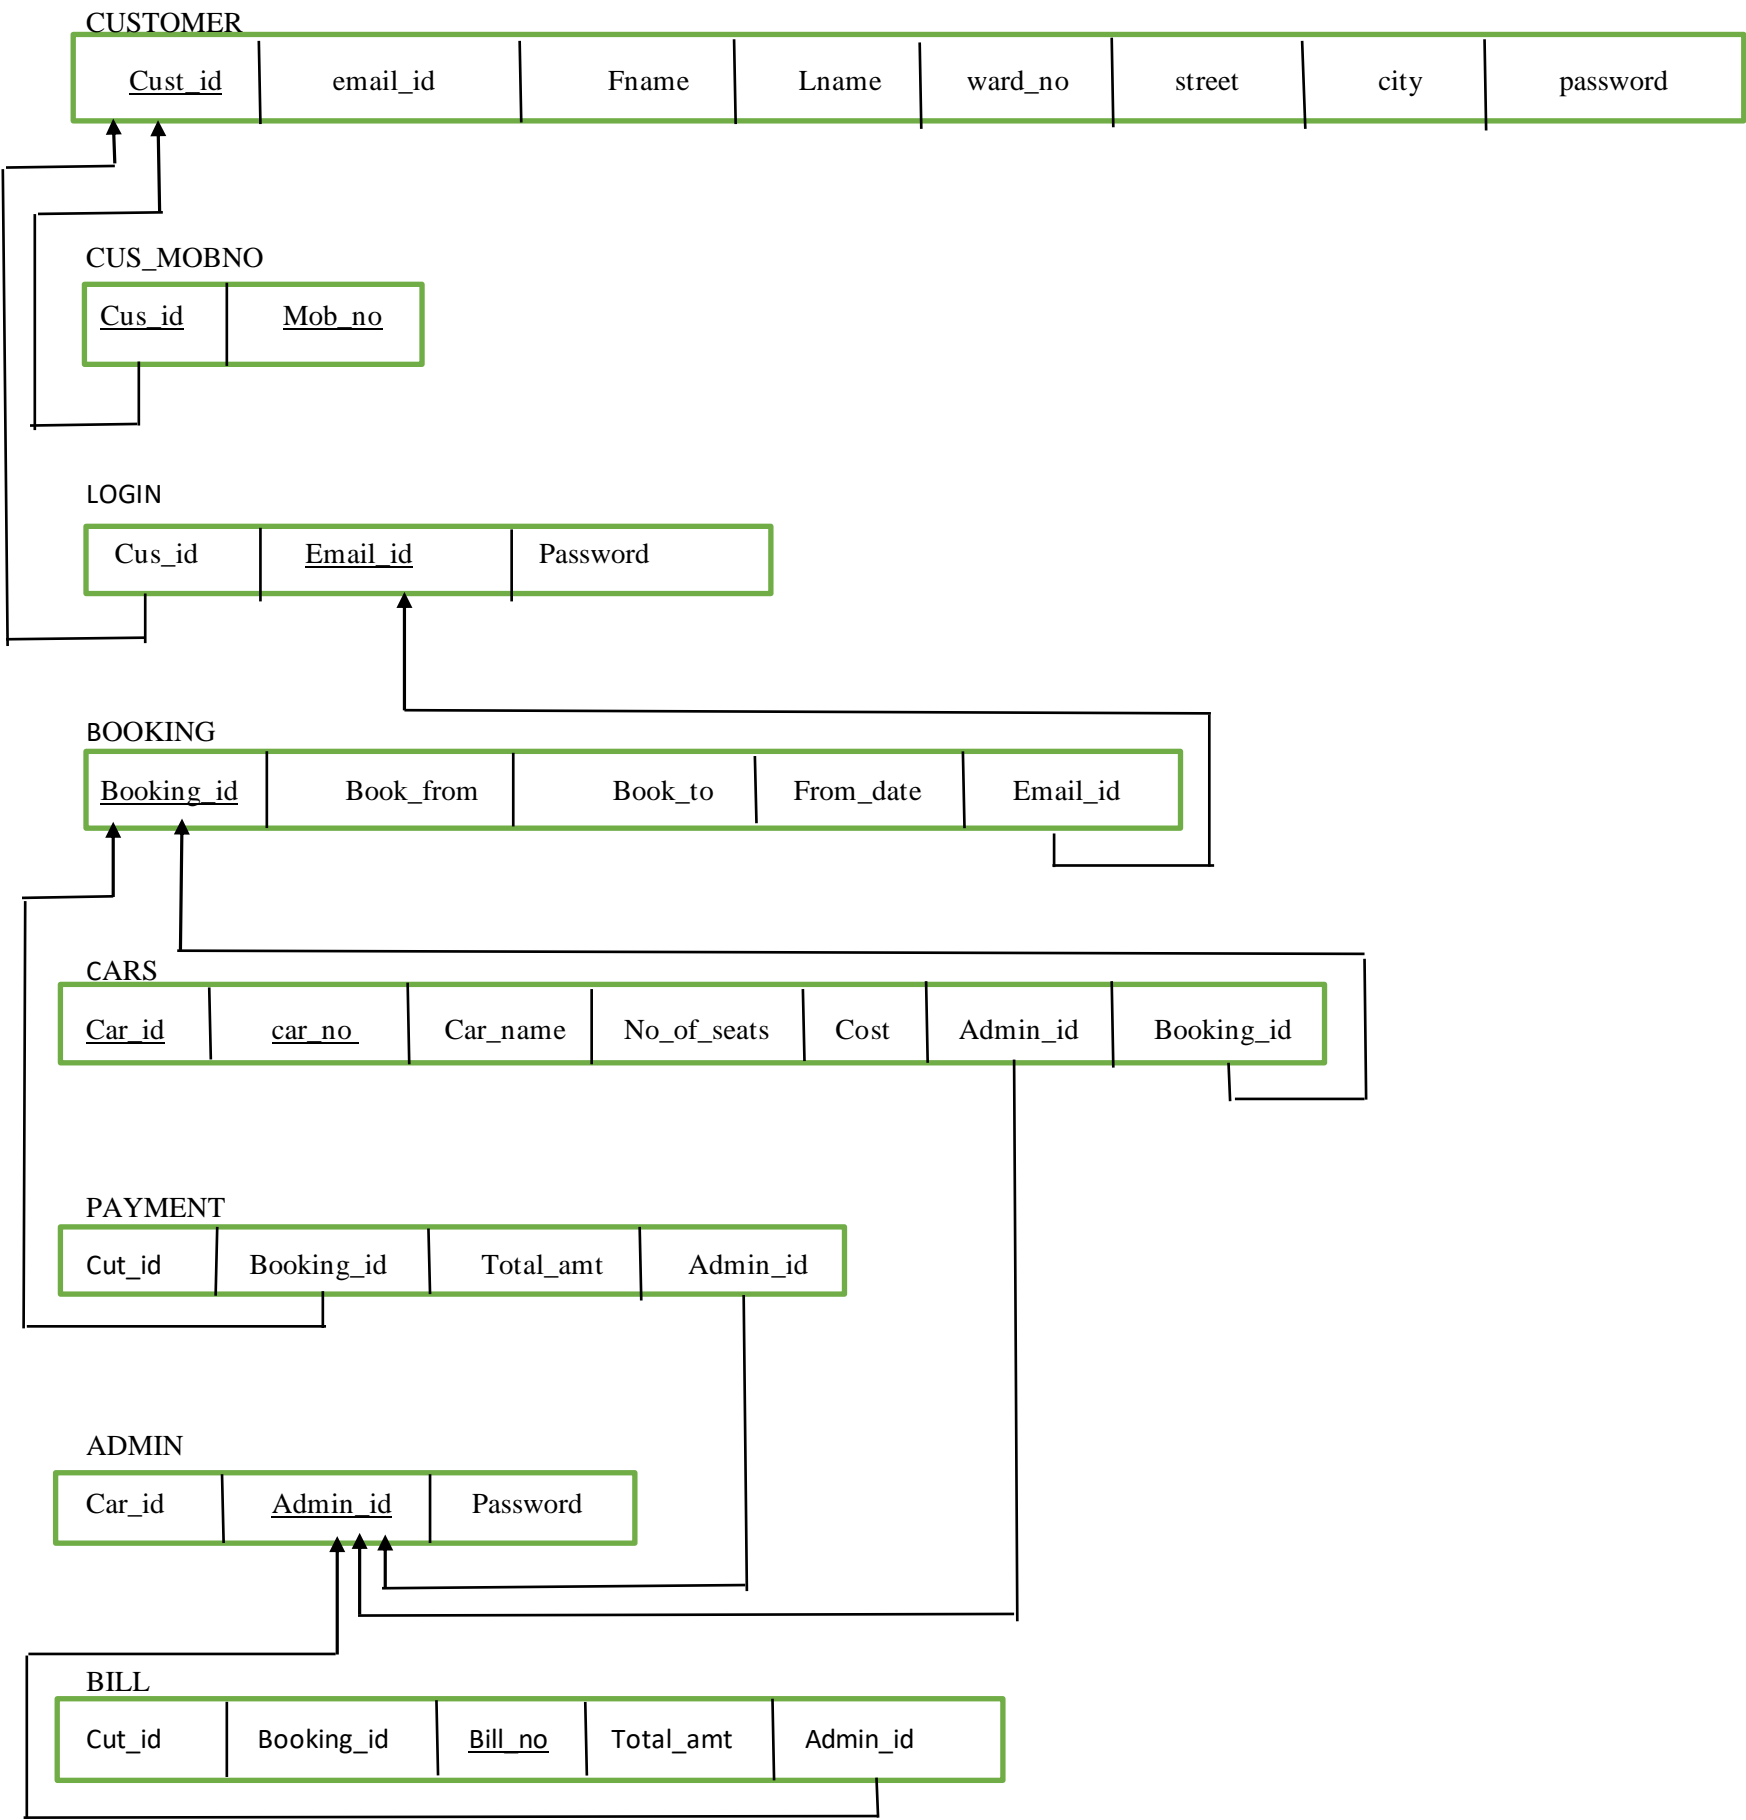 CUSTOMER
Cust_id email_id Fname Lname ward_no street city password
CUS_MOBNO
Cus_id Mob_no
LOGIN
Cus_id Email_id Password
BOOKING
Booking_id Book_from Book_to From_date Email_id
CARS
Car_id car_no Car_name No_of_seats Cost Admin_id Booking_id
PAYMENT
Cut_id Booking_id Total_amt Admin_id
ADMIN
Car_id Admin_id Password
BILL
Cut_id Booking_id Bill_no Total_amt Admin_id